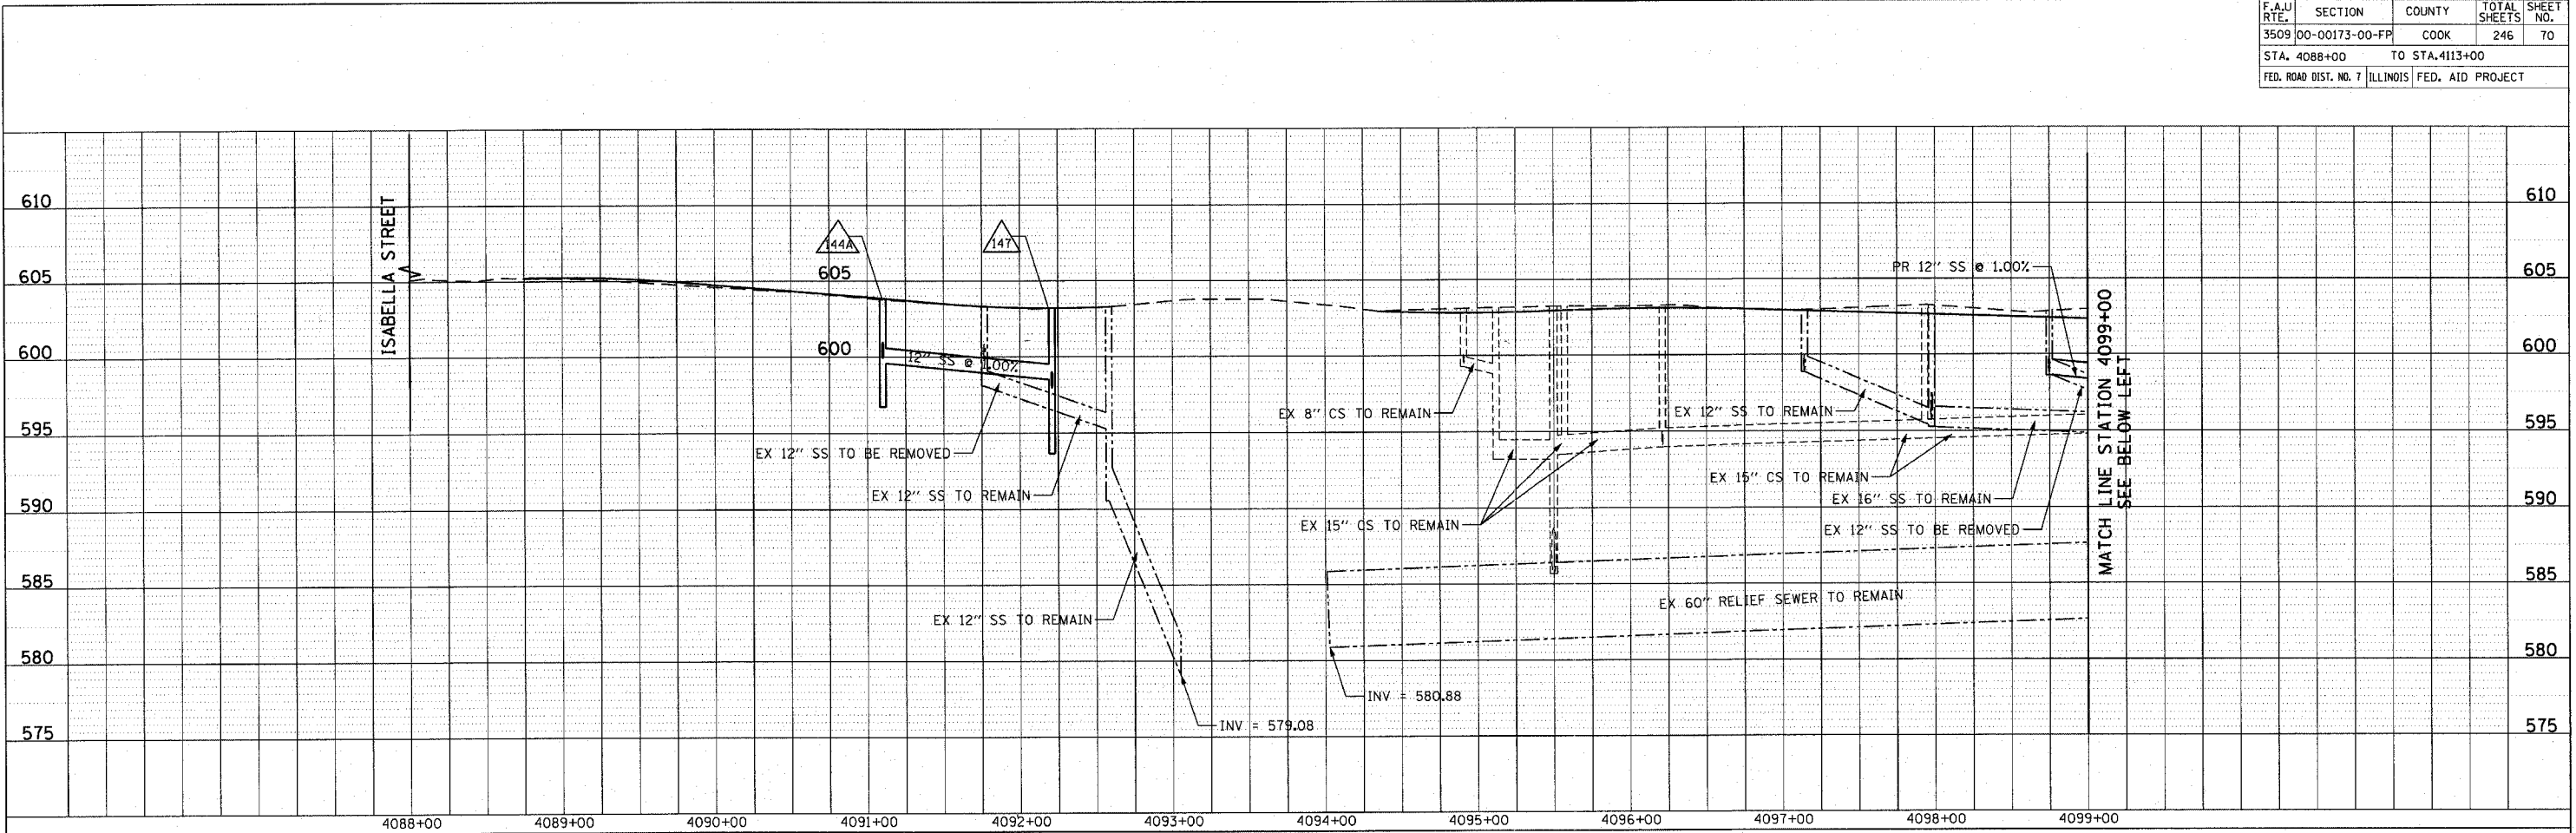 F.A.U RTE. SECTION COUNTY TOTAL SHEETS SHEET NO.
3509 00-00173-00-FP COOK 246 70
STA. 4088+00 TO STA.4113+00
FED. ROAD DIST. NO. 7 ILLINOIS FED. AID PROJECT
610
605
600
595
590
585
580
575
ISABELLA STREET
144A
147
605
600
12" SS @ 1.00%
EX 12" SS TO BE REMOVED
EX 12" SS TO REMAIN
EX 12" SS TO REMAIN
INV = 579.08
INV = 580.88
EX 8" CS TO REMAIN
EX 15" CS TO REMAIN
EX 12" SS TO REMAIN
PR 12" SS @ 1.00%
EX 15" CS TO REMAIN
EX 16" SS TO REMAIN
EX 12" SS TO BE REMOVED
EX 60" RELIEF SEWER TO REMAIN
MATCH LINE STATION 4099+00
SEE BELOW LEFT
610
605
600
595
590
585
580
575
4088+00 4089+00 4090+00 4091+00 4092+00 4093+00 4094+00 4095+00 4096+00 4097+00 4098+00 4099+00